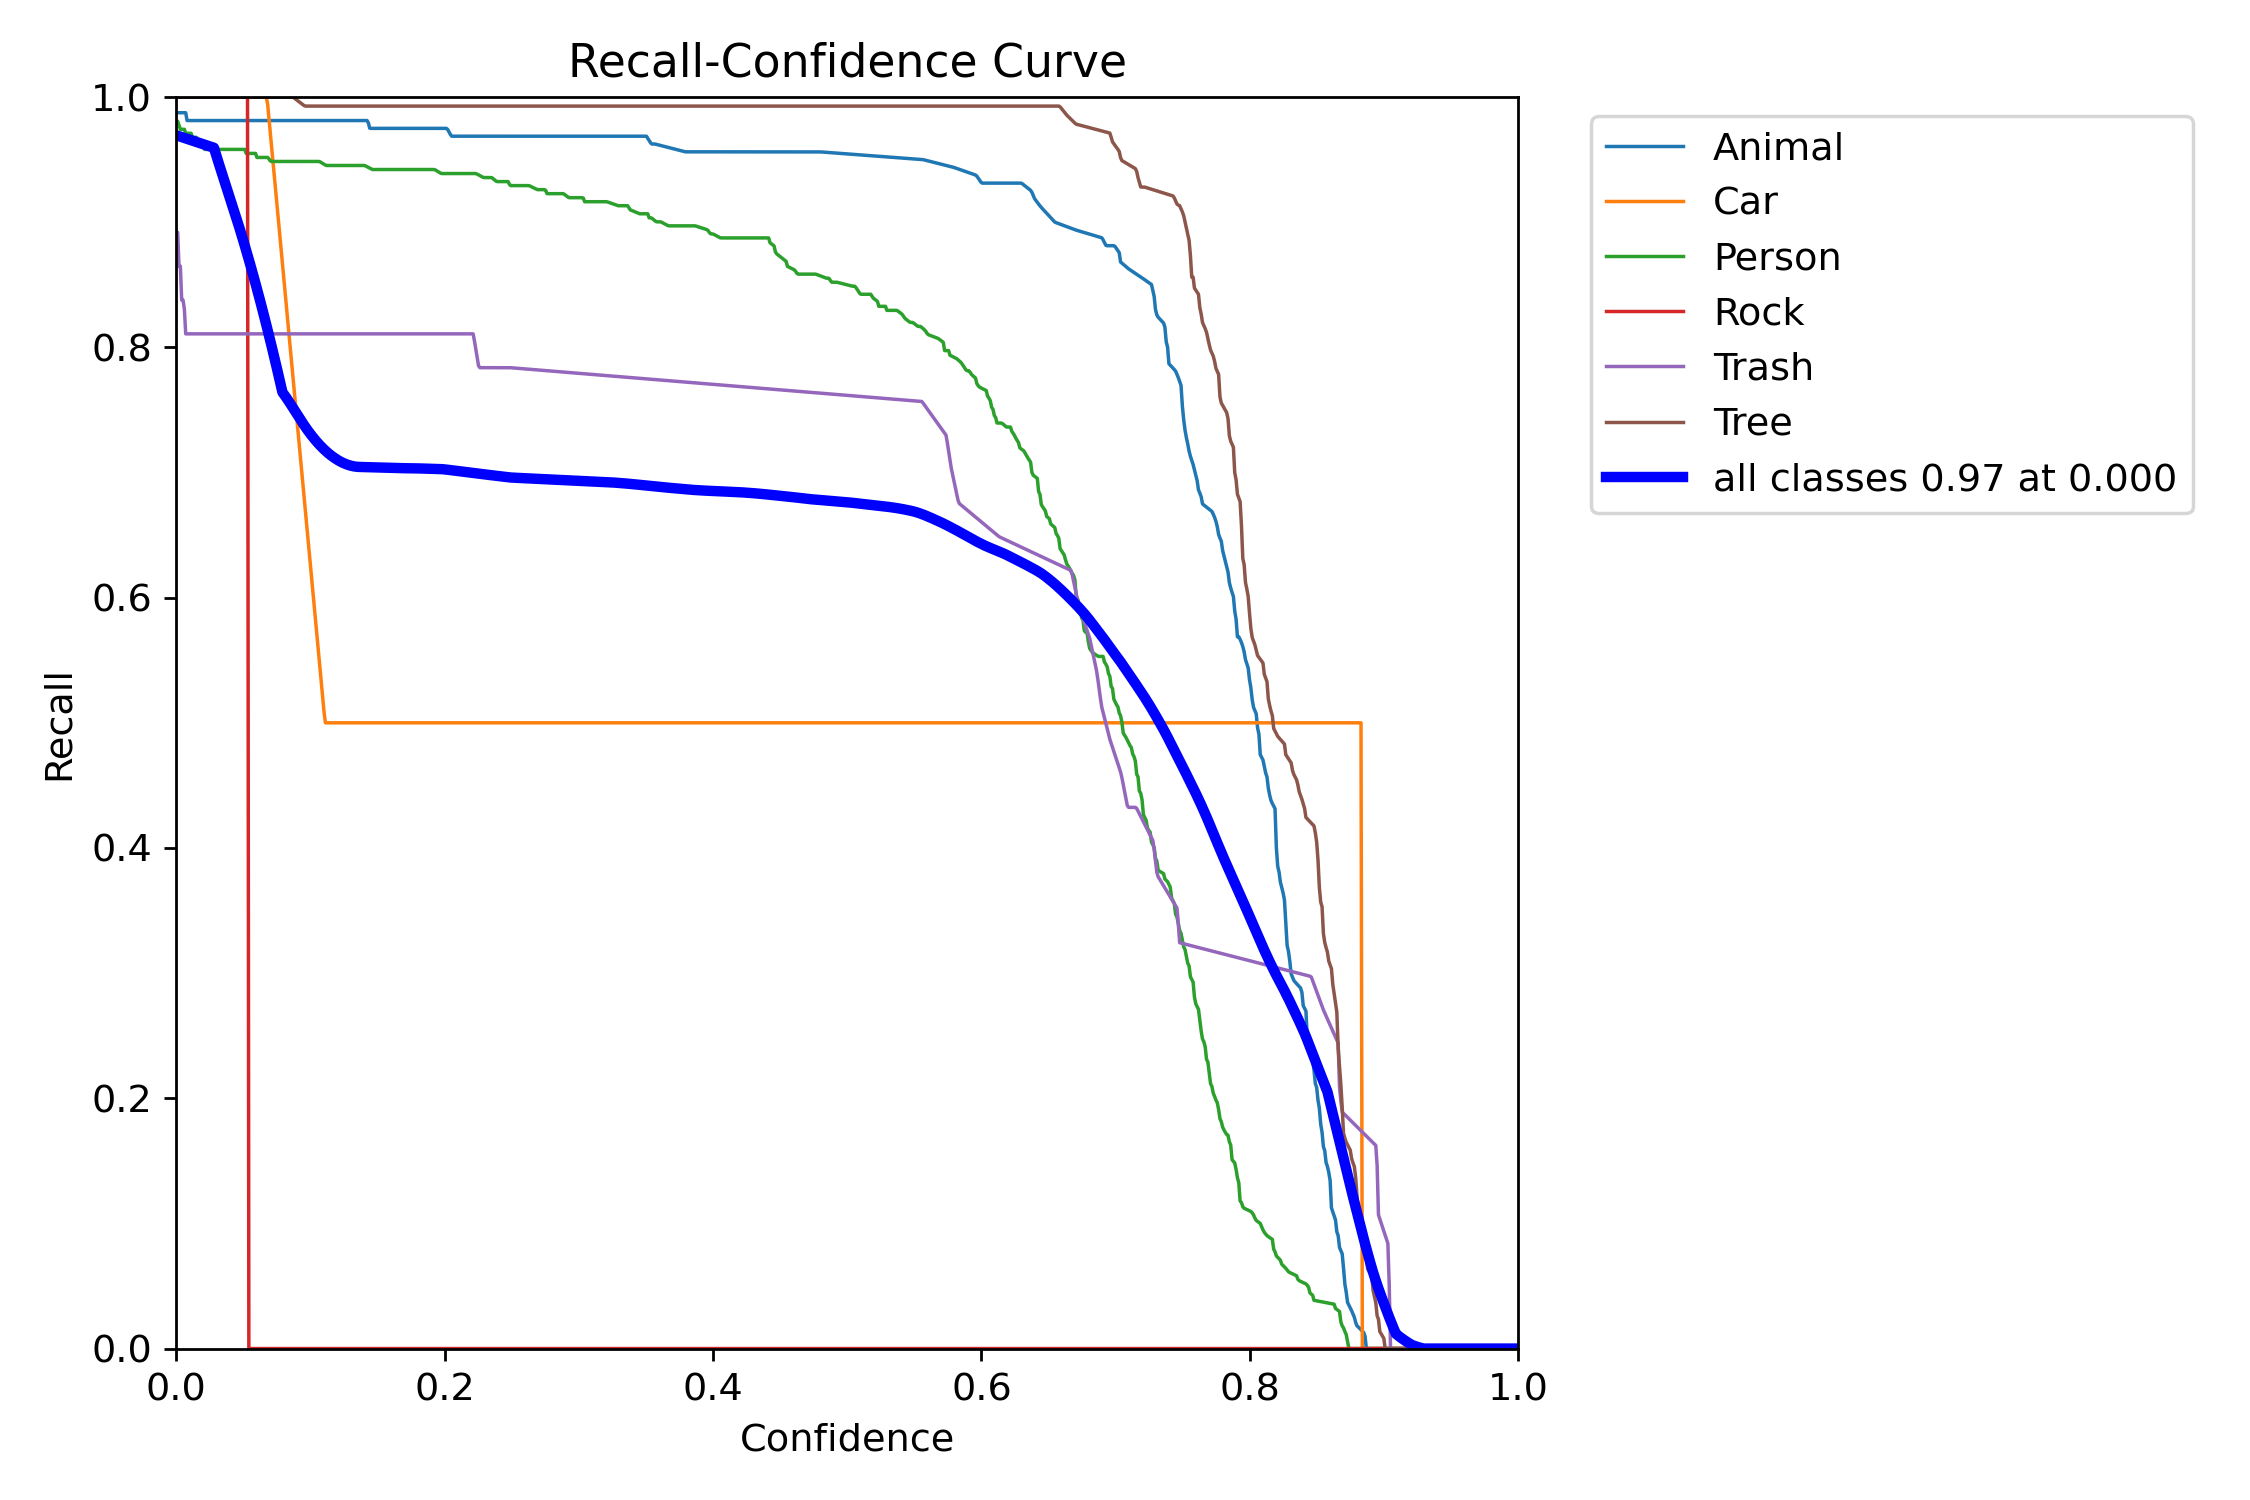 Recall-Confidence Curve
1.0
0.8
0.6
0.4
0.2
0.0
Recall
0.0 0.2 0.4 0.6 0.8 1.0
Confidence
Animal
Car
Person
Rock
Trash
Tree
all classes 0.97 at 0.000